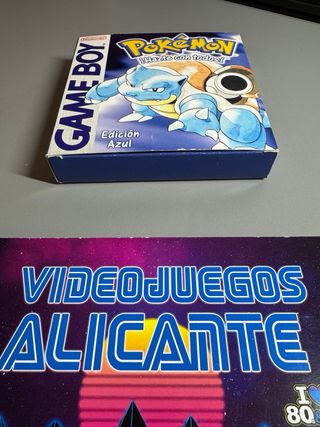 Nintendo
GAME BOY
POKéMON
¡Hazte con todos!
Edición
Azul
VIDEOJUEGOS
ALICANTE
I
80